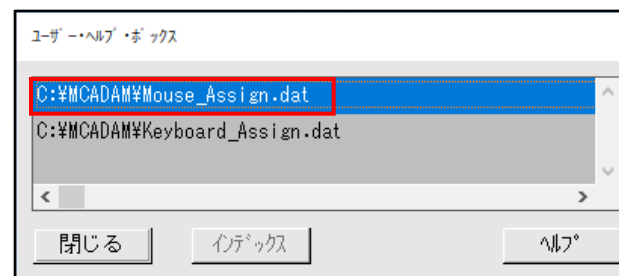 ﾕｰｻﾞｰ･ﾍﾙﾌﾟ･ﾎﾞｯｸｽ
C:¥MCADAM¥Mouse_Assign.dat
C:¥MCADAM¥Keyboard_Assign.dat
閉じる
ｲﾝﾃﾞｯｸｽ
ﾍﾙﾌﾟ